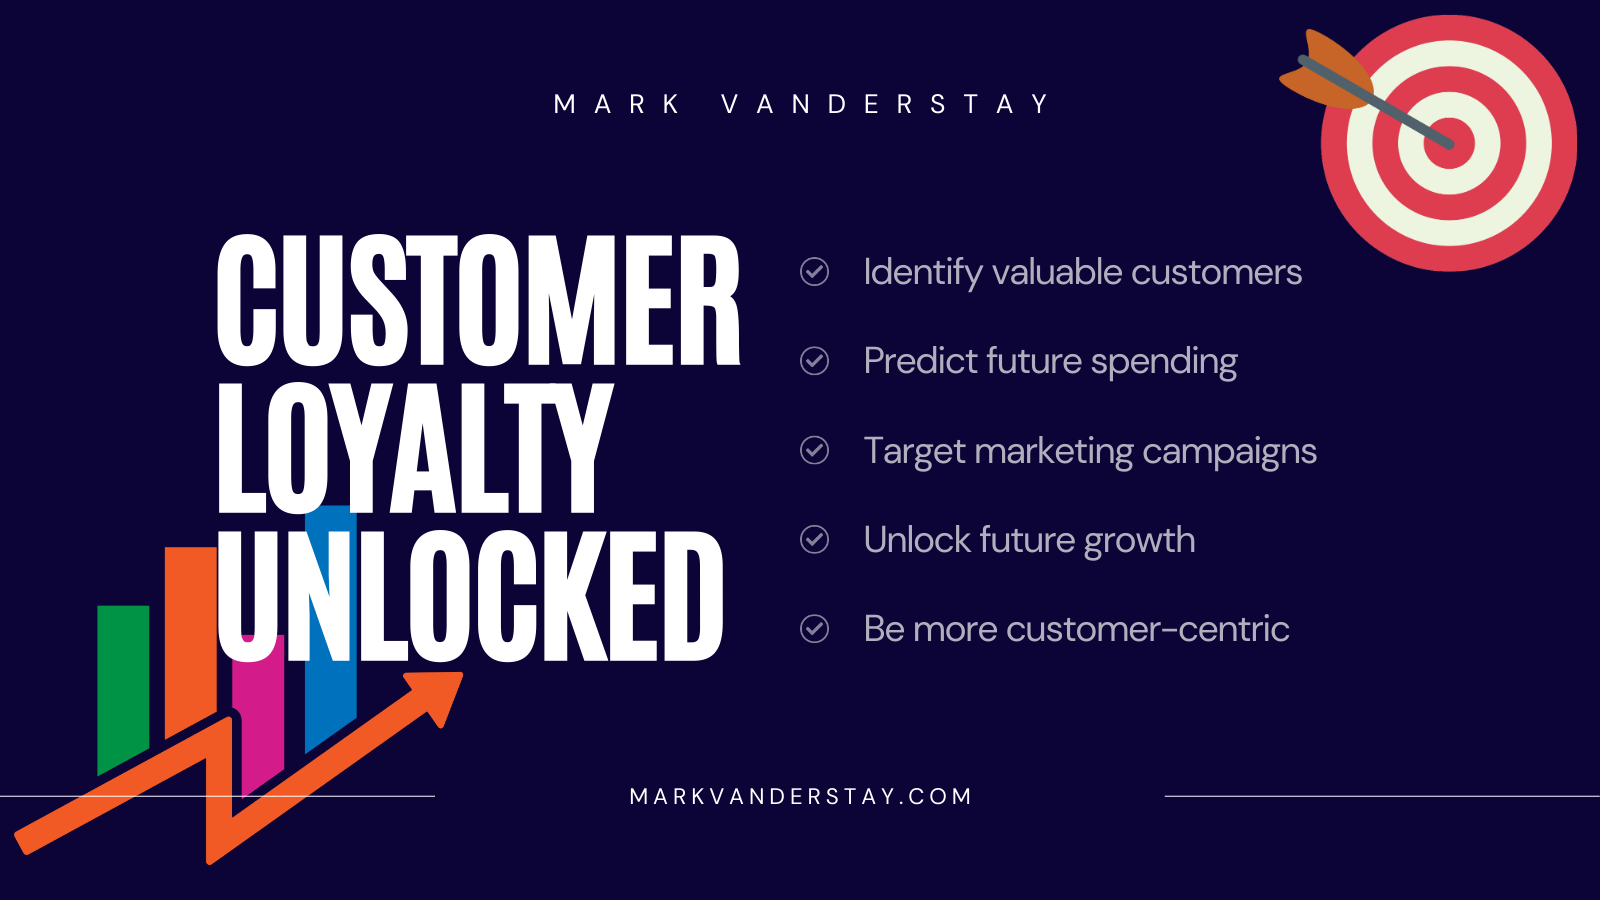 MARK VANDERSTAY
CUSTOMER
LOYALTY
UNLOCKED
Identify valuable customers
Predict future spending
Target marketing campaigns
Unlock future growth
Be more customer-centric
MARKVANDERSTAY.COM